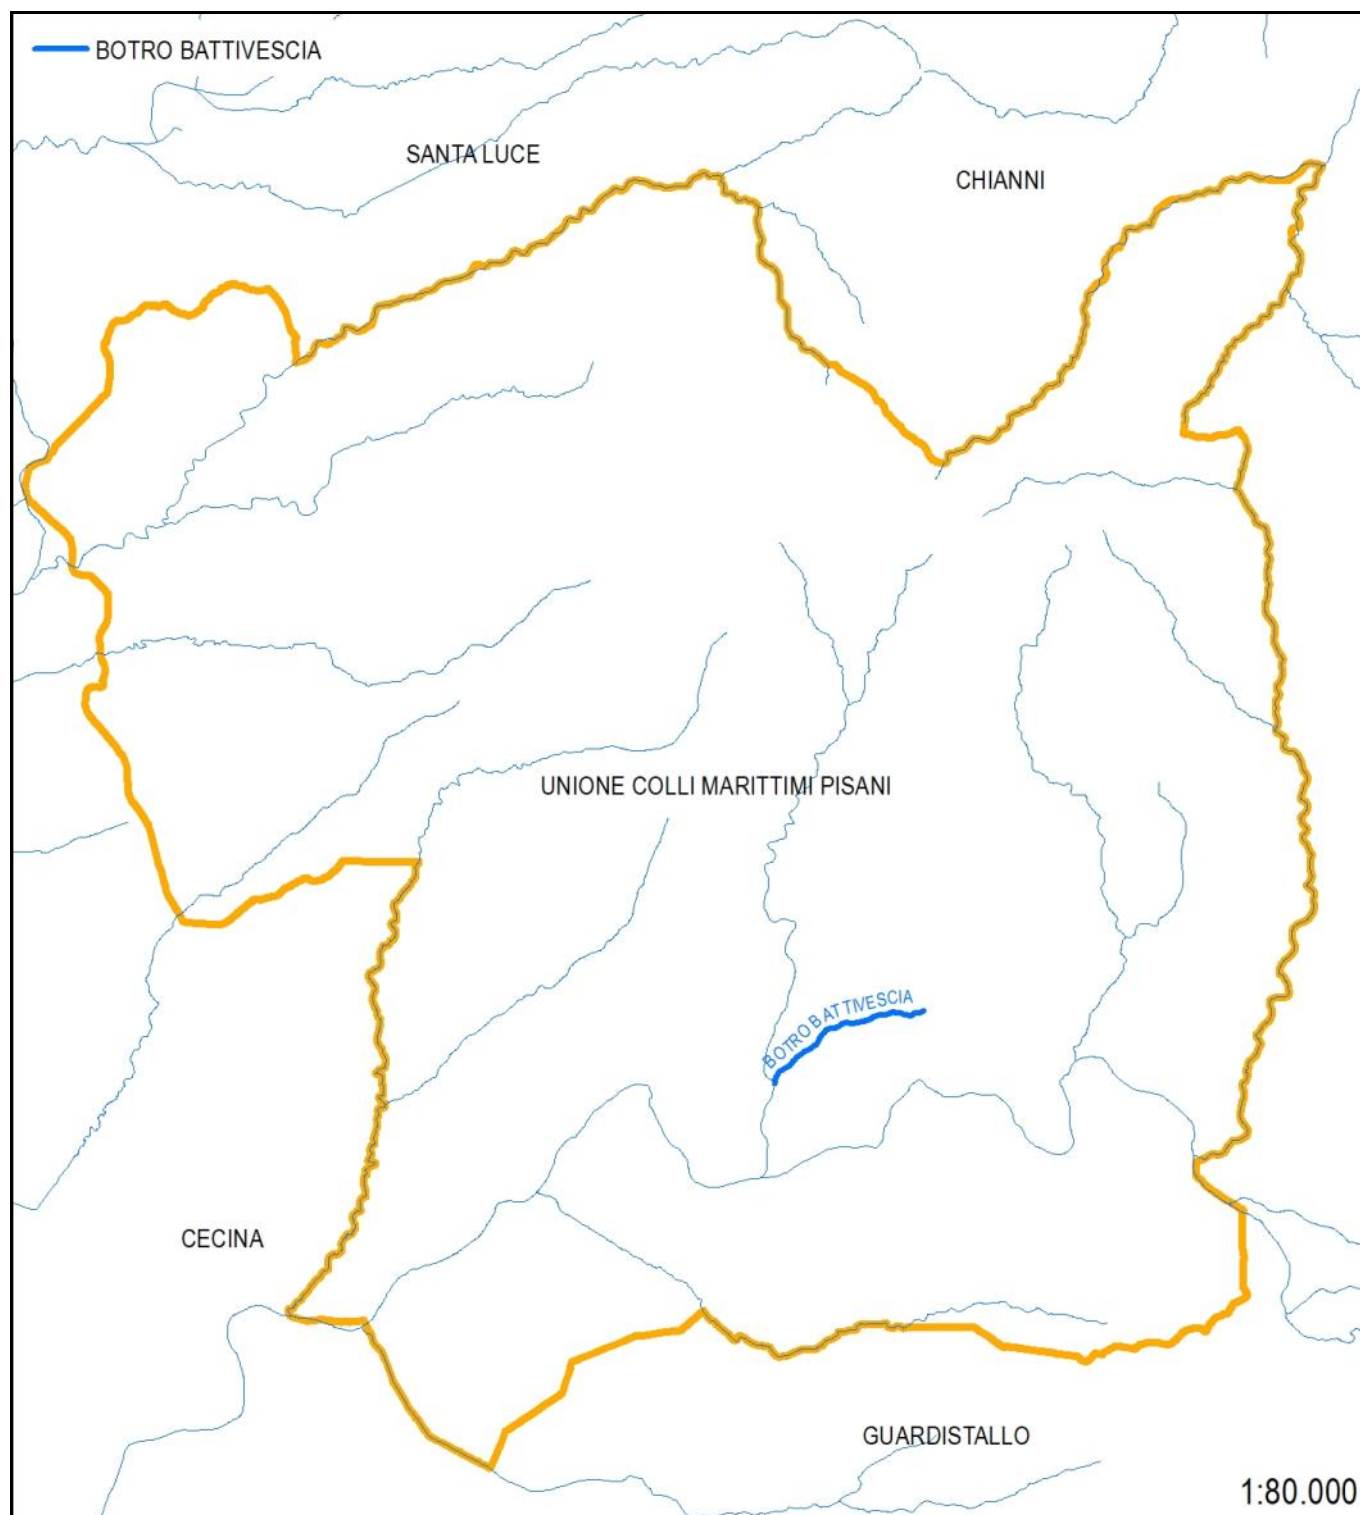 BOTRO BATTIVESCIA
SANTA LUCE
CHIANNI
UNIONE COLLI MARITTIMI PISANI
BOTRO BATTIVESCIA
CECINA
GUARDISTALLO
1:80.000